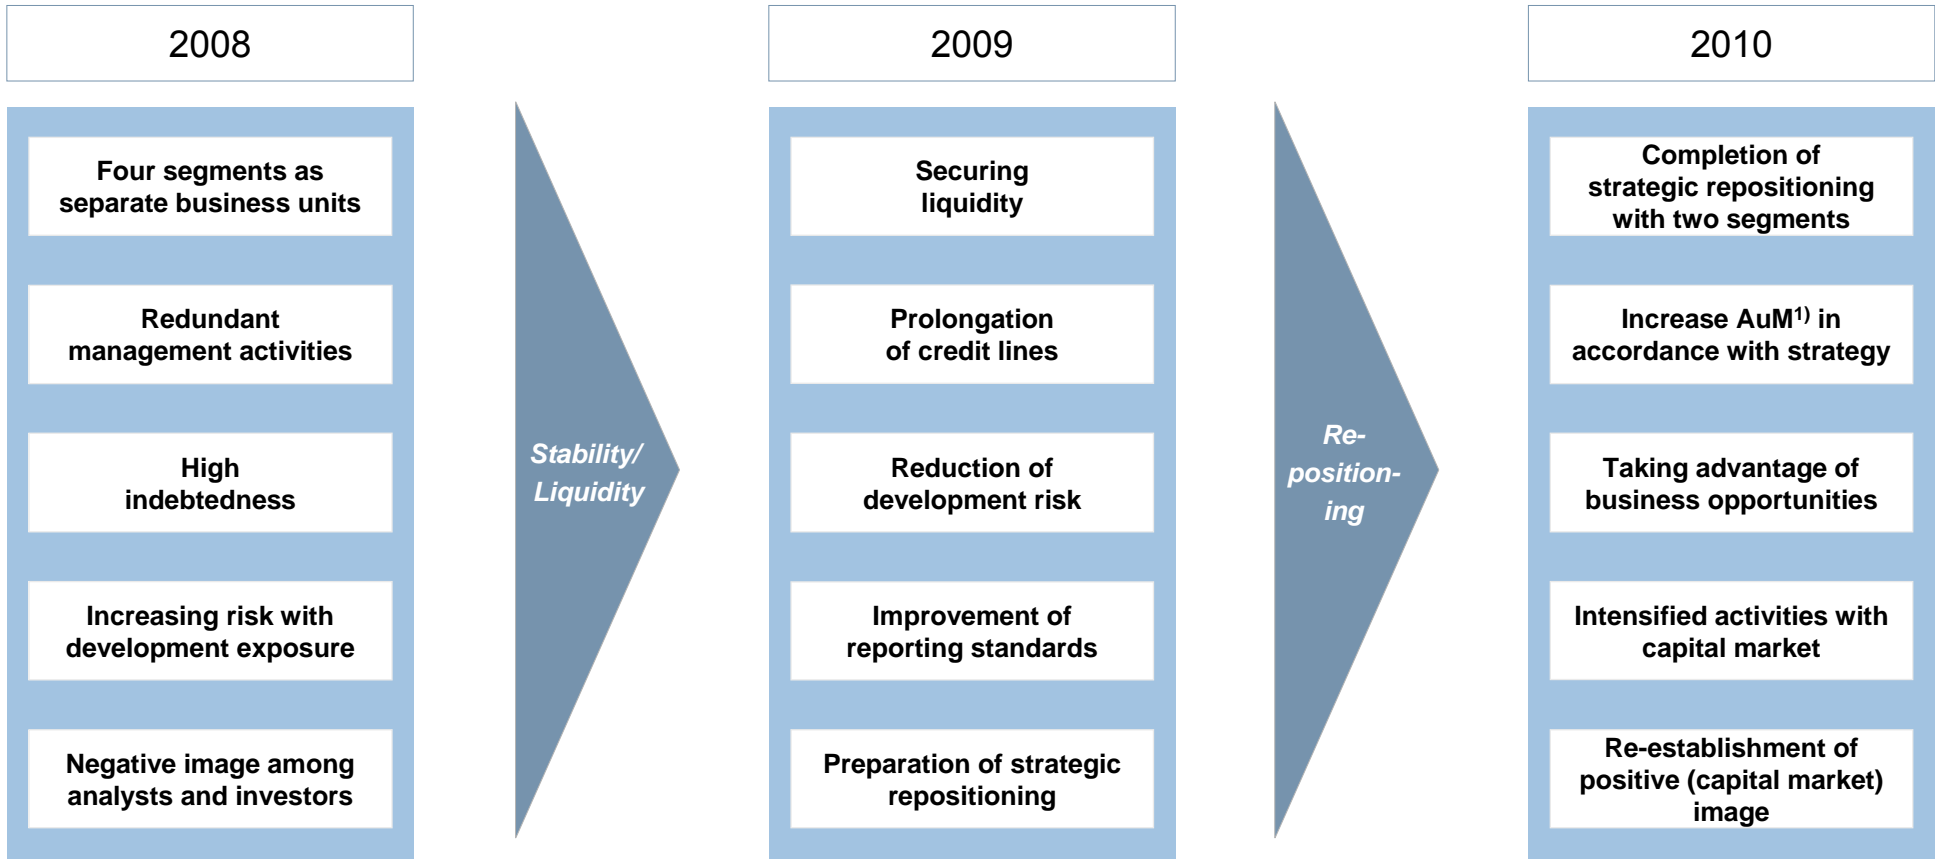 2008
2009
2010
Four segments as
separate business units
Redundant
management activities
High
indebtedness
Increasing risk with
development exposure
Negative image among
analysts and investors
Stability/
Liquidity
Securing
liquidity
Prolongation
of credit lines
Reduction of
development risk
Improvement of
reporting standards
Preparation of strategic
repositioning
Re-
position-
ing
Completion of
strategic repositioning
with two segments
Increase AuM1) in
accordance with strategy
Taking advantage of
business opportunities
Intensified activities with
capital market
Re-establishment of
positive (capital market)
image